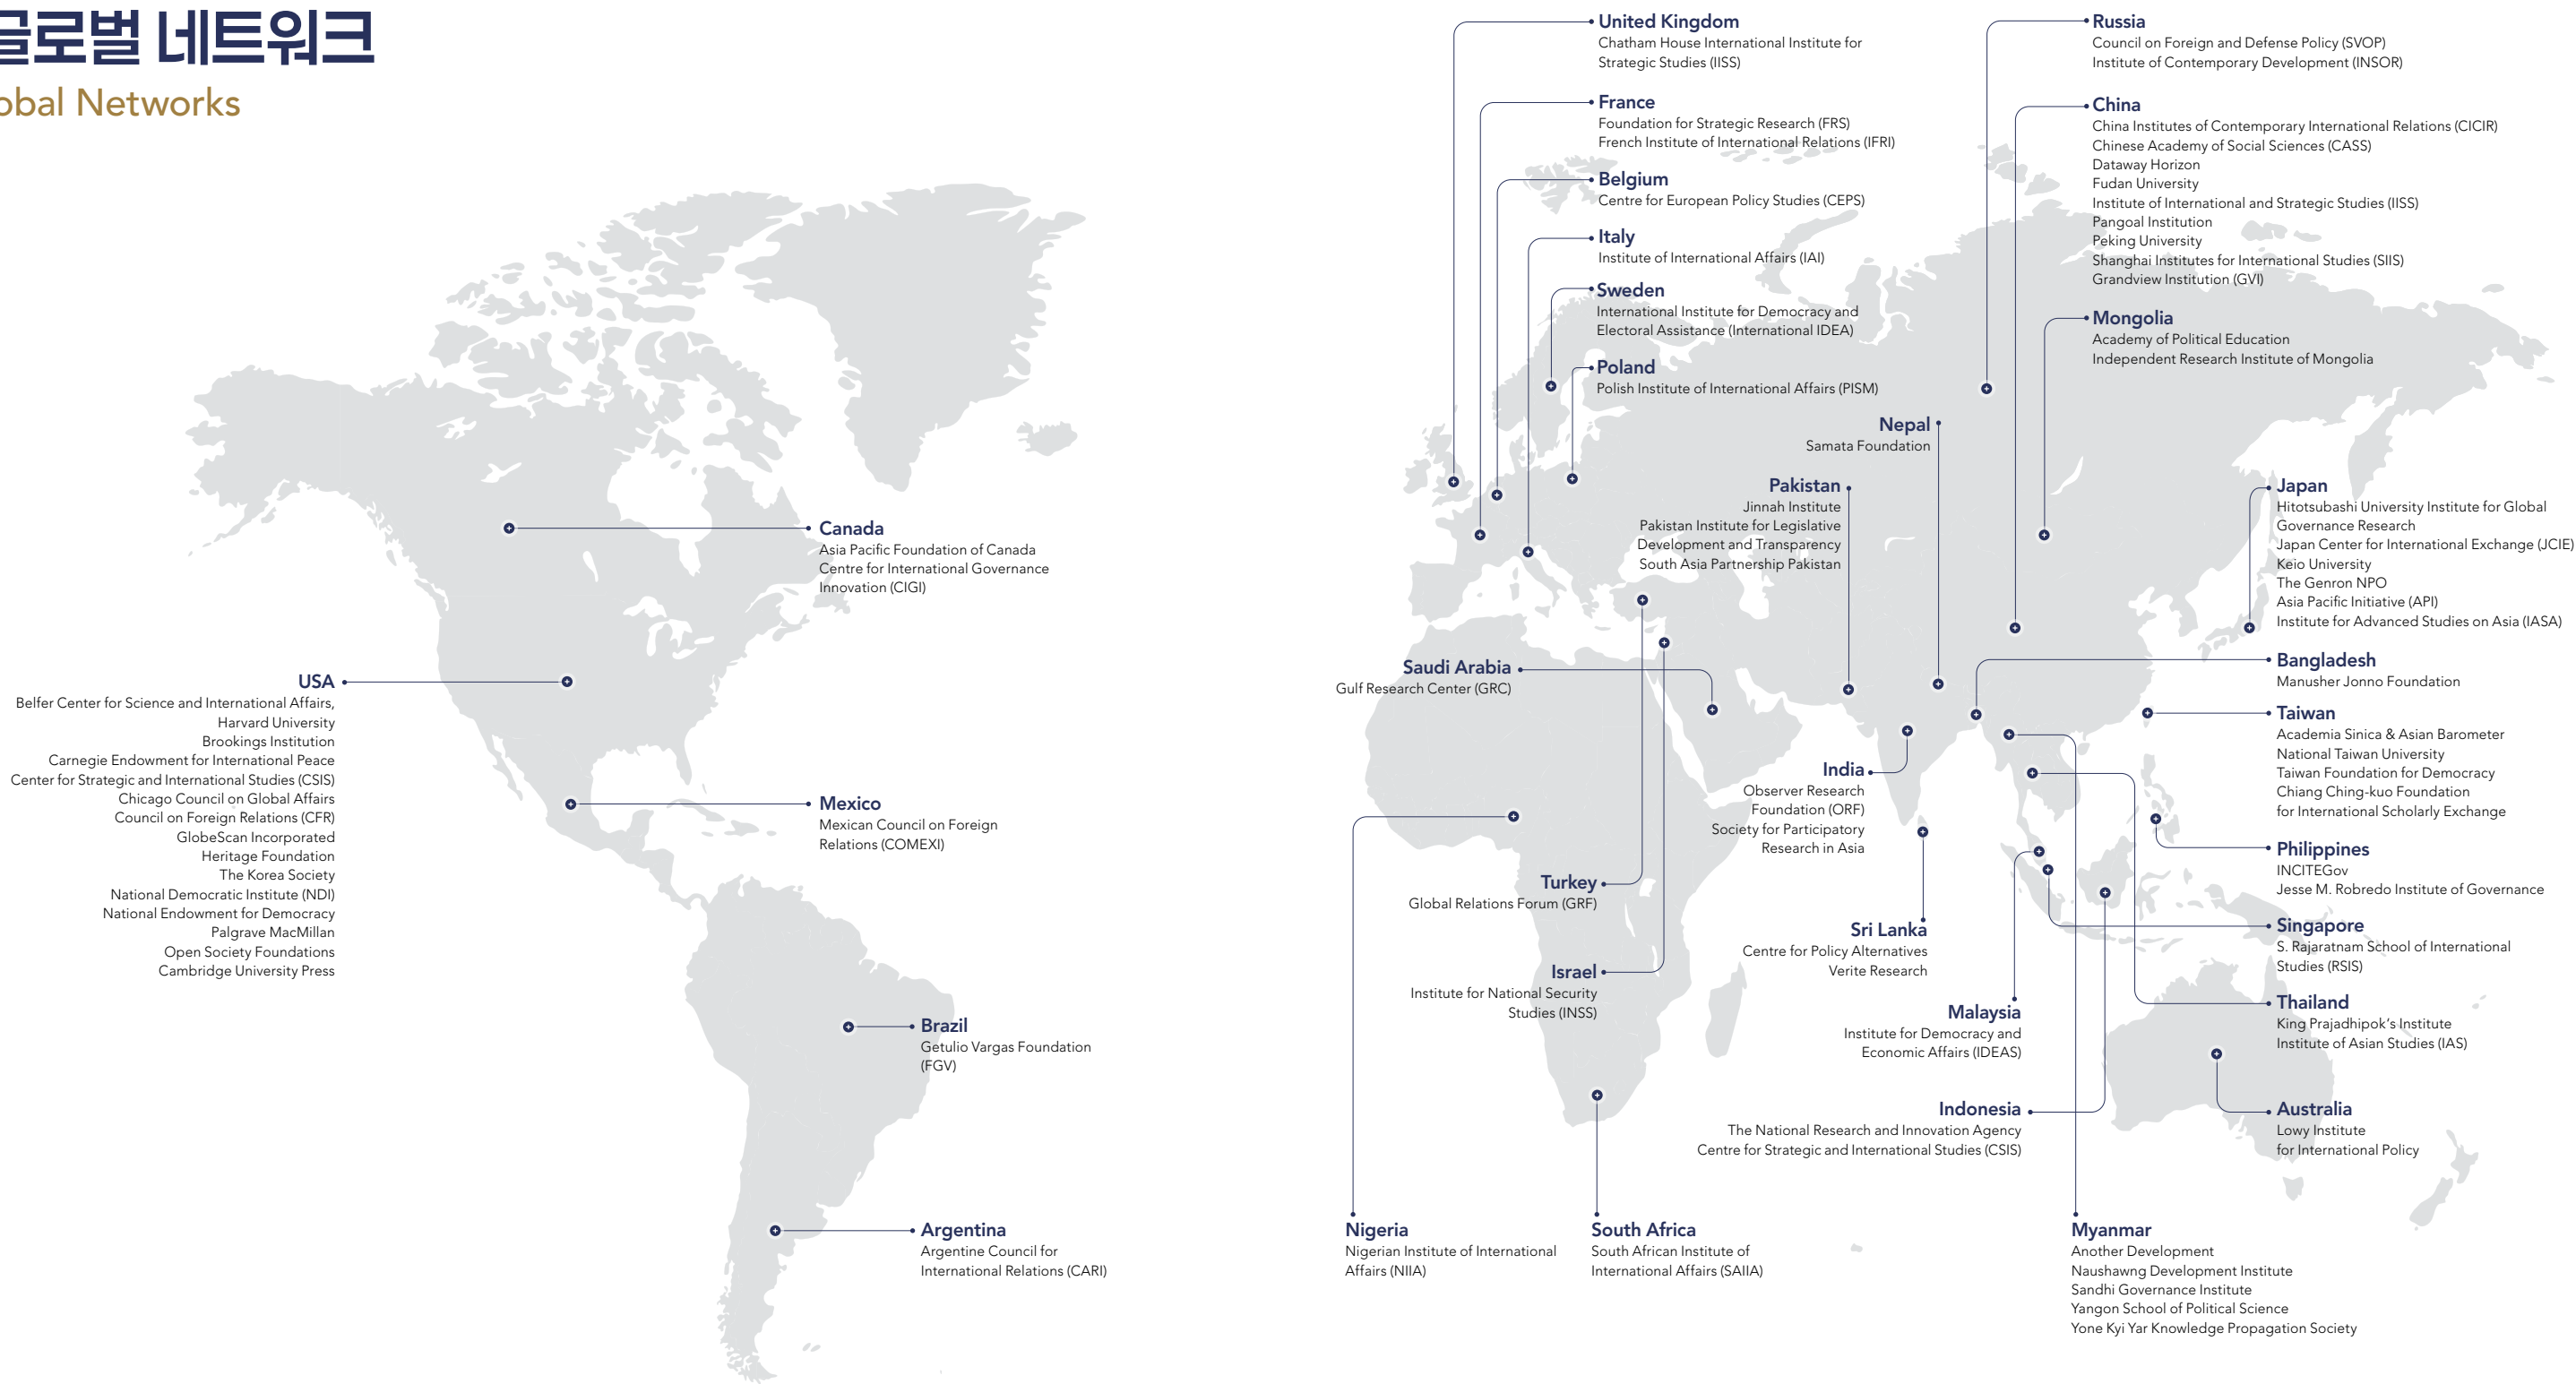 글로벌 네트워크
obal Networks
Canada
Asia Pacific Foundation of Canada
Centre for International Governance
Innovation (CIGI)
USA
Belfer Center for Science and International Affairs,
Harvard University
Brookings Institution
Carnegie Endowment for International Peace
Center for Strategic and International Studies (CSIS)
Chicago Council on Global Affairs
Council on Foreign Relations (CFR)
GlobeScan Incorporated
Heritage Foundation
The Korea Society
National Democratic Institute (NDI)
National Endowment for Democracy
Palgrave MacMillan
Open Society Foundations
Cambridge University Press
Mexico
Mexican Council on Foreign
Relations (COMEXI)
Brazil
Getulio Vargas Foundation
(FGV)
Argentina
Argentine Council for
International Relations (CARI)
United Kingdom
Chatham House International Institute for
Strategic Studies (IISS)
France
Foundation for Strategic Research (FRS)
French Institute of International Relations (IFRI)
Belgium
Centre for European Policy Studies (CEPS)
Italy
Institute of International Affairs (IAI)
Sweden
International Institute for Democracy and
Electoral Assistance (International IDEA)
Poland
Polish Institute of International Affairs (PISM)
Nepal
Samata Foundation
Pakistan
Jinnah Institute
Pakistan Institute for Legislative
Development and Transparency
South Asia Partnership Pakistan
Saudi Arabia
Gulf Research Center (GRC)
India
Observer Research
Foundation (ORF)
Society for Participatory
Research in Asia
Turkey
Global Relations Forum (GRF)
Sri Lanka
Centre for Policy Alternatives
Verite Research
Israel
Institute for National Security
Studies (INSS)
Malaysia
Institute for Democracy and
Economic Affairs (IDEAS)
Indonesia
The National Research and Innovation Agency
Centre for Strategic and International Studies (CSIS)
Nigeria
Nigerian Institute of International
Affairs (NIIA)
South Africa
South African Institute of
International Affairs (SAIIA)
Russia
Council on Foreign and Defense Policy (SVOP)
Institute of Contemporary Development (INSOR)
China
China Institutes of Contemporary International Relations (CICIR)
Chinese Academy of Social Sciences (CASS)
Dataway Horizon
Fudan University
Institute of International and Strategic Studies (IISS)
Pangoal Institution
Peking University
Shanghai Institutes for International Studies (SIIS)
Grandview Institution (GVI)
Mongolia
Academy of Political Education
Independent Research Institute of Mongolia
Japan
Hitotsubashi University Institute for Global
Governance Research
Japan Center for International Exchange (JCIE)
Keio University
The Genron NPO
Asia Pacific Initiative (API)
Institute for Advanced Studies on Asia (IASA)
Bangladesh
Manusher Jonno Foundation
Taiwan
Academia Sinica & Asian Barometer
National Taiwan University
Taiwan Foundation for Democracy
Chiang Ching-kuo Foundation
for International Scholarly Exchange
Philippines
INCITEGov
Jesse M. Robredo Institute of Governance
Singapore
S. Rajaratnam School of International
Studies (RSIS)
Thailand
King Prajadhipok's Institute
Institute of Asian Studies (IAS)
Australia
Lowy Institute
for International Policy
Myanmar
Another Development
Naushawng Development Institute
Sandhi Governance Institute
Yangon School of Political Science
Yone Kyi Yar Knowledge Propagation Society